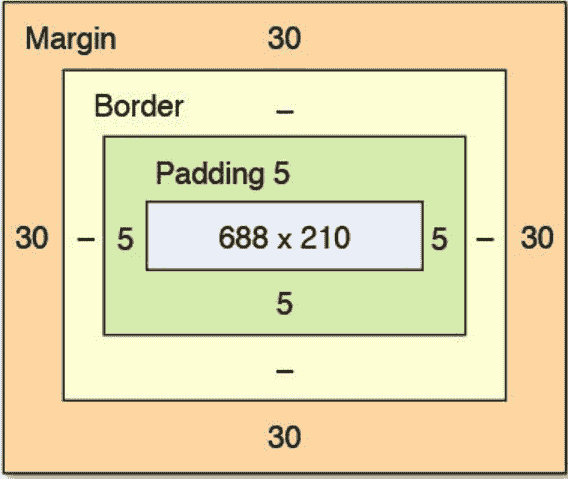 Margin 30
Border –
Padding 5
30 – 5 688 x 210 5 – 30
5
–
30